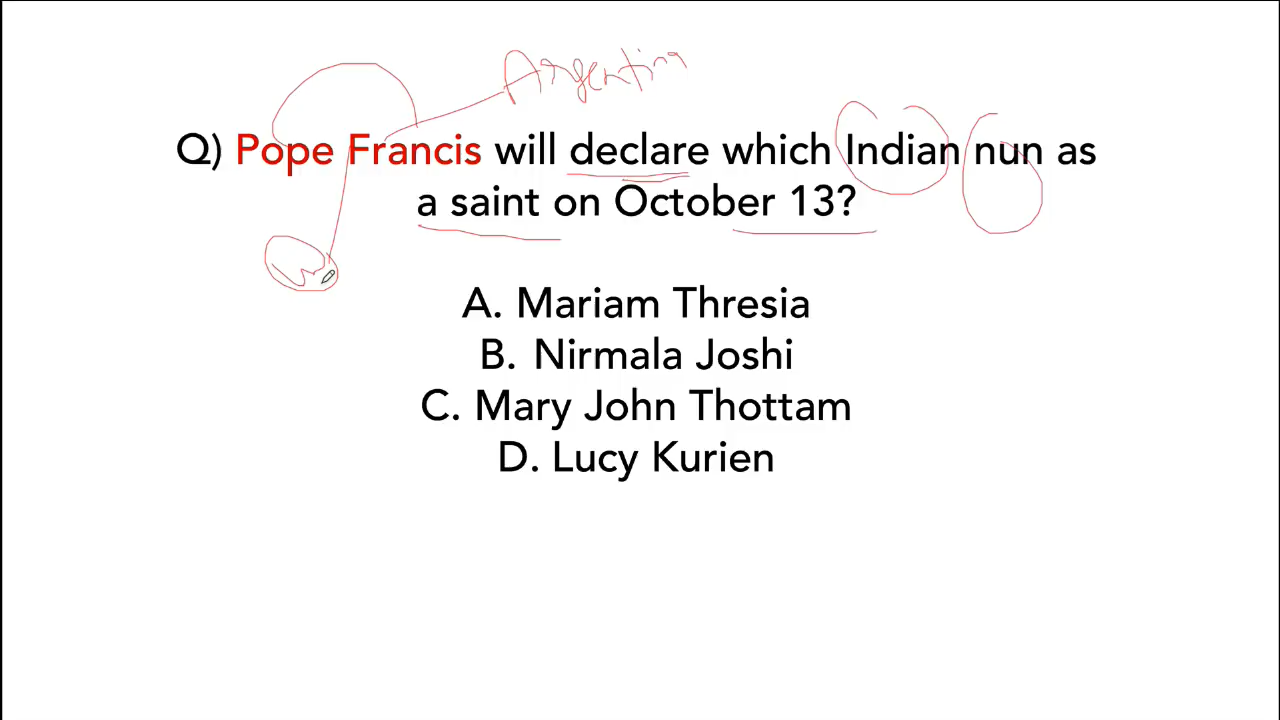 Argentina
Q) Pope Francis will declare which Indian nun as
a saint on October 13?
A. Mariam Thresia
B. Nirmala Joshi
C. Mary John Thottam
D. Lucy Kurien